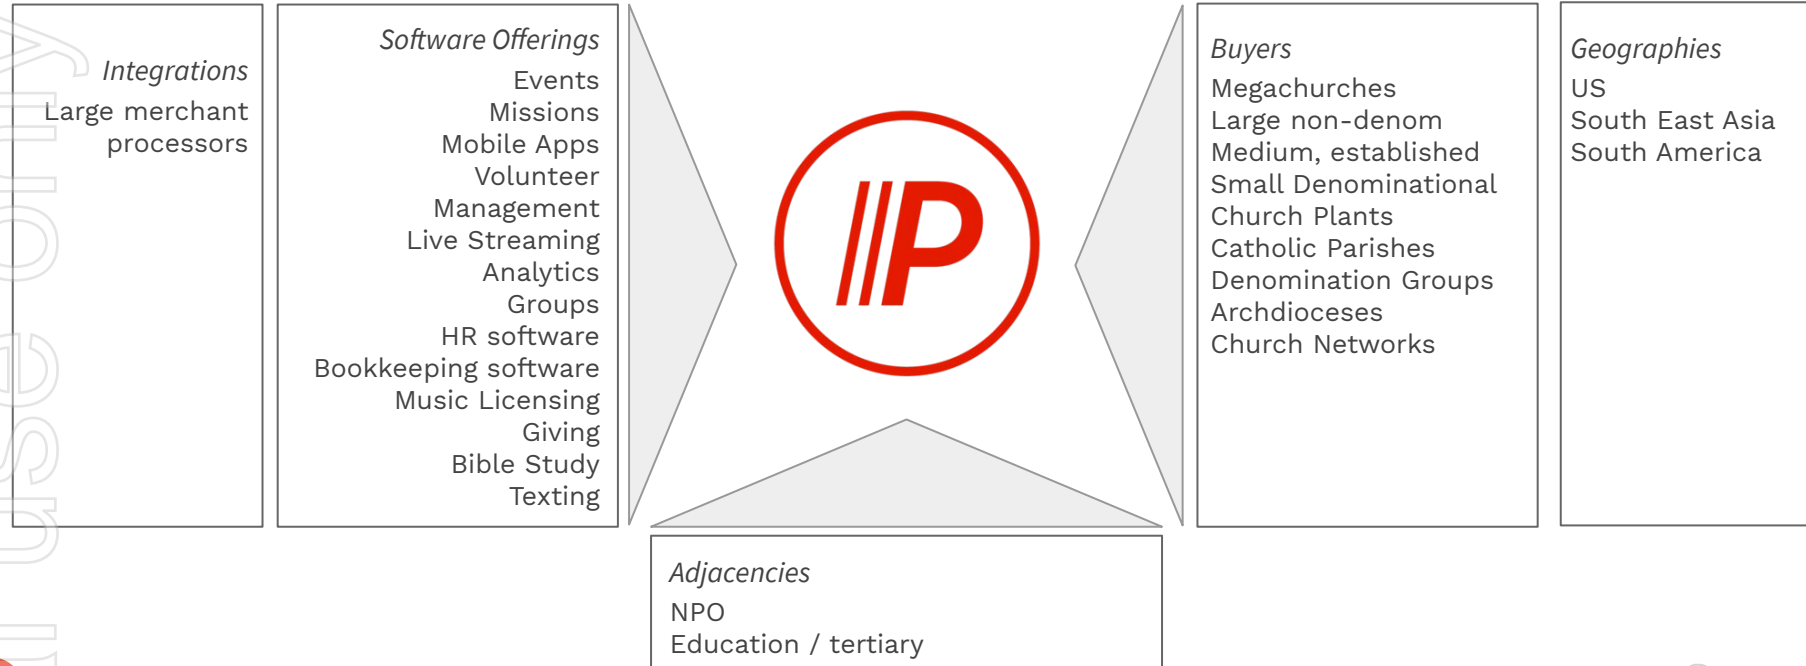 Integrations
Large merchant
processors
Software Offerings
Events
Missions
Mobile Apps
Volunteer
Management
Live Streaming
Analytics
Groups
HR software
Bookkeeping software
Music Licensing
Giving
Bible Study
Texting
P
Buyers
Megachurches
Large non-denom
Medium, established
Small Denominational
Church Plants
Catholic Parishes
Denomination Groups
Archdioceses
Church Networks
Geographies
US
South East Asia
South America
Adjacencies
NPO
Education / tertiary
use only